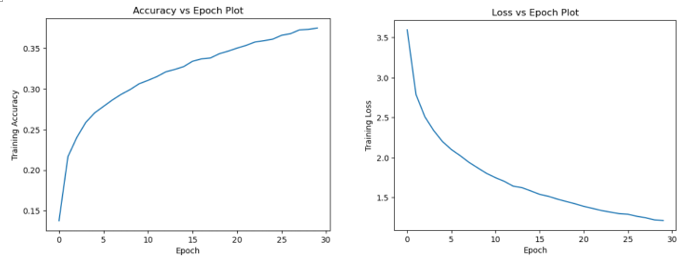 Accuracy vs Epoch Plot
0.35
0.30
0.25
0.20
0.15
Training Accuracy
0 5 10 15 20 25 30
Epoch
Loss vs Epoch Plot
3.5
3.0
2.5
2.0
1.5
Training Loss
0 5 10 15 20 25 30
Epoch